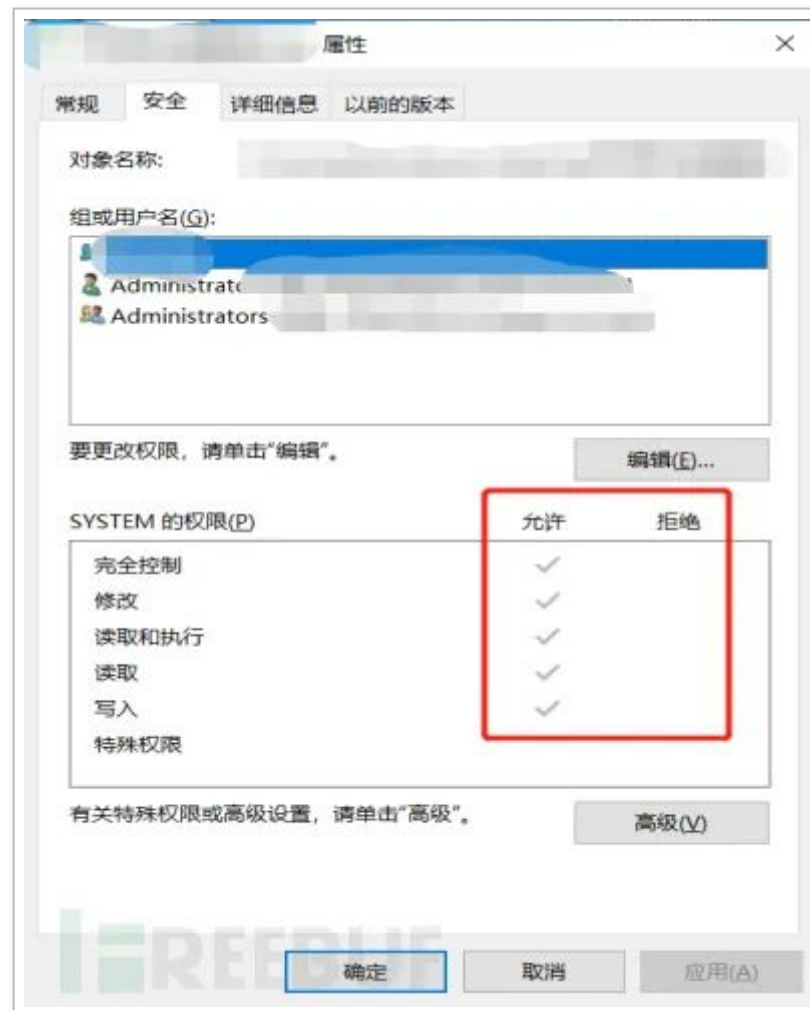 属性
常规 安全 详细信息 以前的版本
对象名称:
组或用户名(G):
Administrators
要更改权限，请单击“编辑”。
编辑(E)...
SYSTEM 的权限(P) 允许 拒绝
完全控制
修改
读取和执行
读取
写入
特殊权限
有关特殊权限或高级设置，请单击“高级”。
高级(V)
FREEBUF
确定 取消 应用(A)